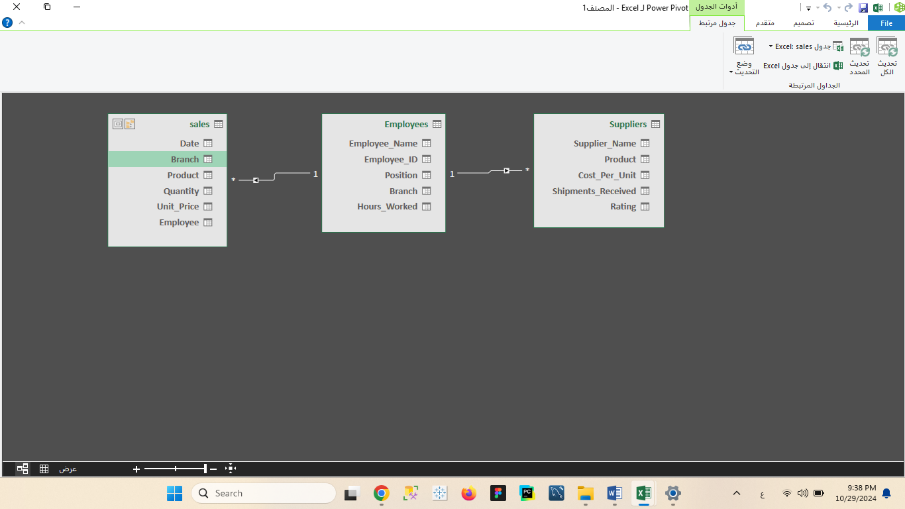 المصنف1 - Power Pivot لـ Excel
أدوات الجدول
File
الرئيسية
تصميم
متقدم
جدول مرتبط
تحديث الكل
تحديث المحدد
جدول Excel: sales
انتقال إلى جدول Excel
وضع التحديث
الجداول المرتبطة
sales
Date
Branch
Product
Quantity
Unit_Price
Employee
*
1
Employees
Employee_Name
Employee_ID
Position
Branch
Hours_Worked
1
*
Suppliers
Supplier_Name
Product
Cost_Per_Unit
Shipments_Received
Rating
عرض
Search
ع
9:38 PM
10/29/2024